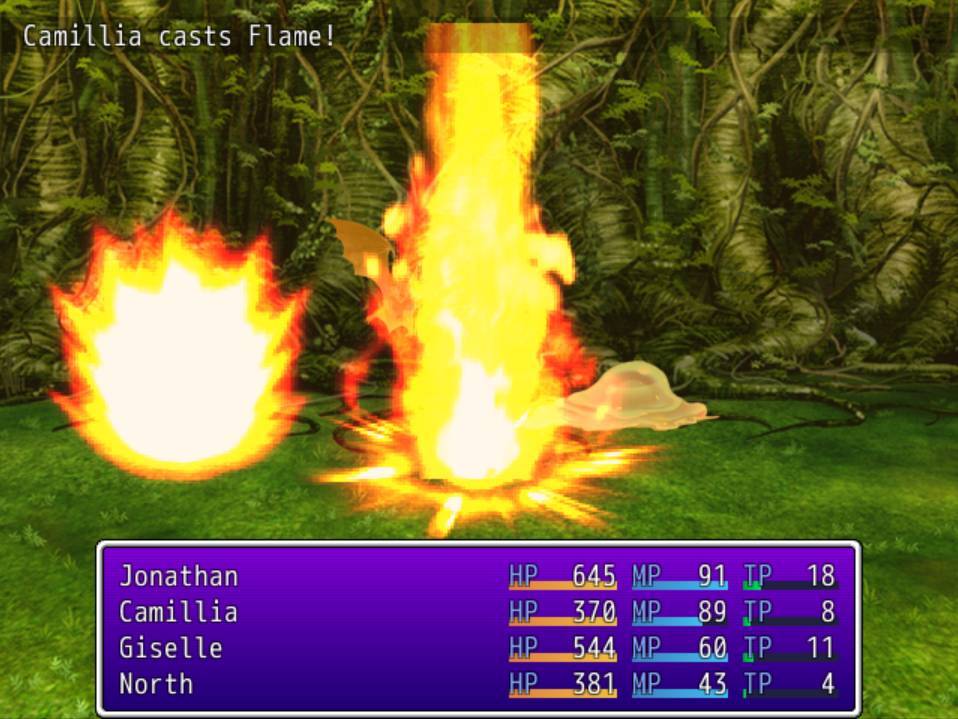 Camillia casts Flame!
Jonathan HP 645 MP 91 TP 18
Camillia HP 370 MP 89 TP 8
Giselle HP 544 MP 60 TP 11
North HP 381 MP 43 TP 4